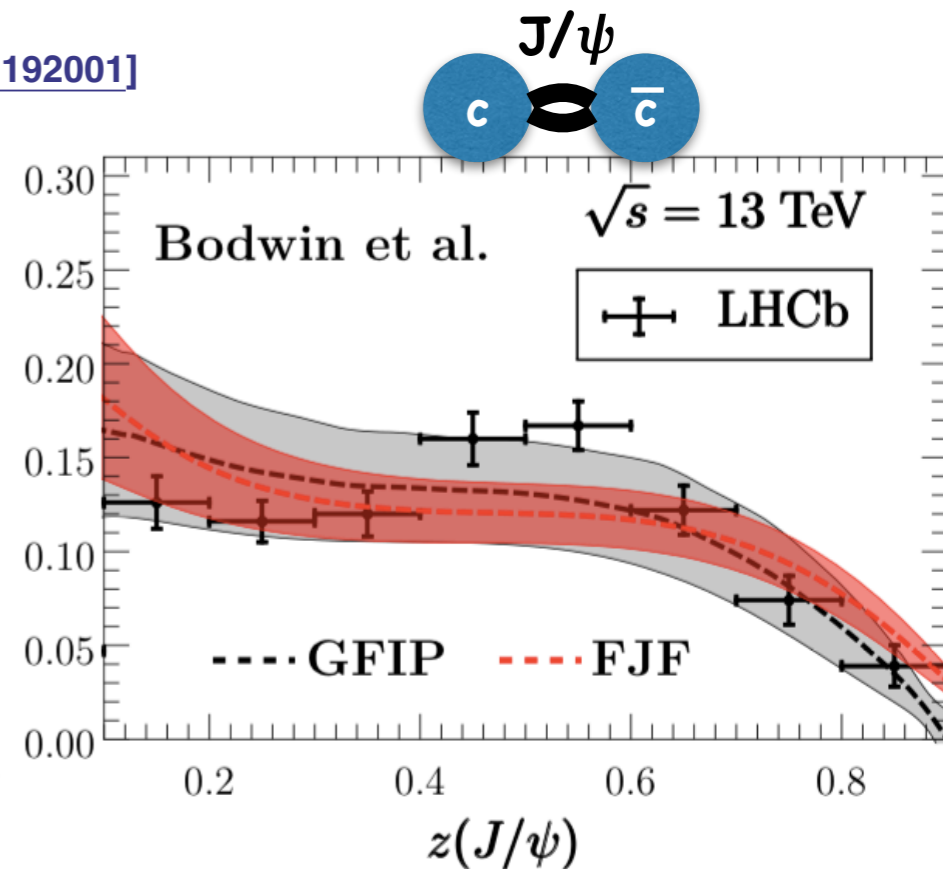 J/ψ
192001]
c c̅
0.30
√s = 13 TeV
Bodwin et al.
0.25
LHCb
0.20
0.15
0.10
0.05
GFIP FJF
0.00
0.2 0.4 0.6 0.8
z(J/ψ)